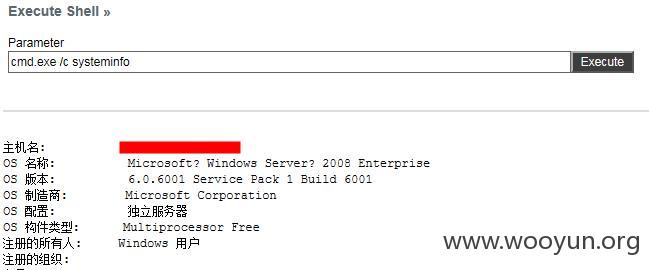 Execute Shell »
Parameter
cmd.exe /c systeminfo Execute
主机名:
OS 名称: Microsoft? Windows Server? 2008 Enterprise
OS 版本: 6.0.6001 Service Pack 1 Build 6001
OS 制造商: Microsoft Corporation
OS 配置: 独立服务器
OS 构件类型: Multiprocessor Free
注册的所有人: Windows 用户
注册的组织:
www.wooyun.org